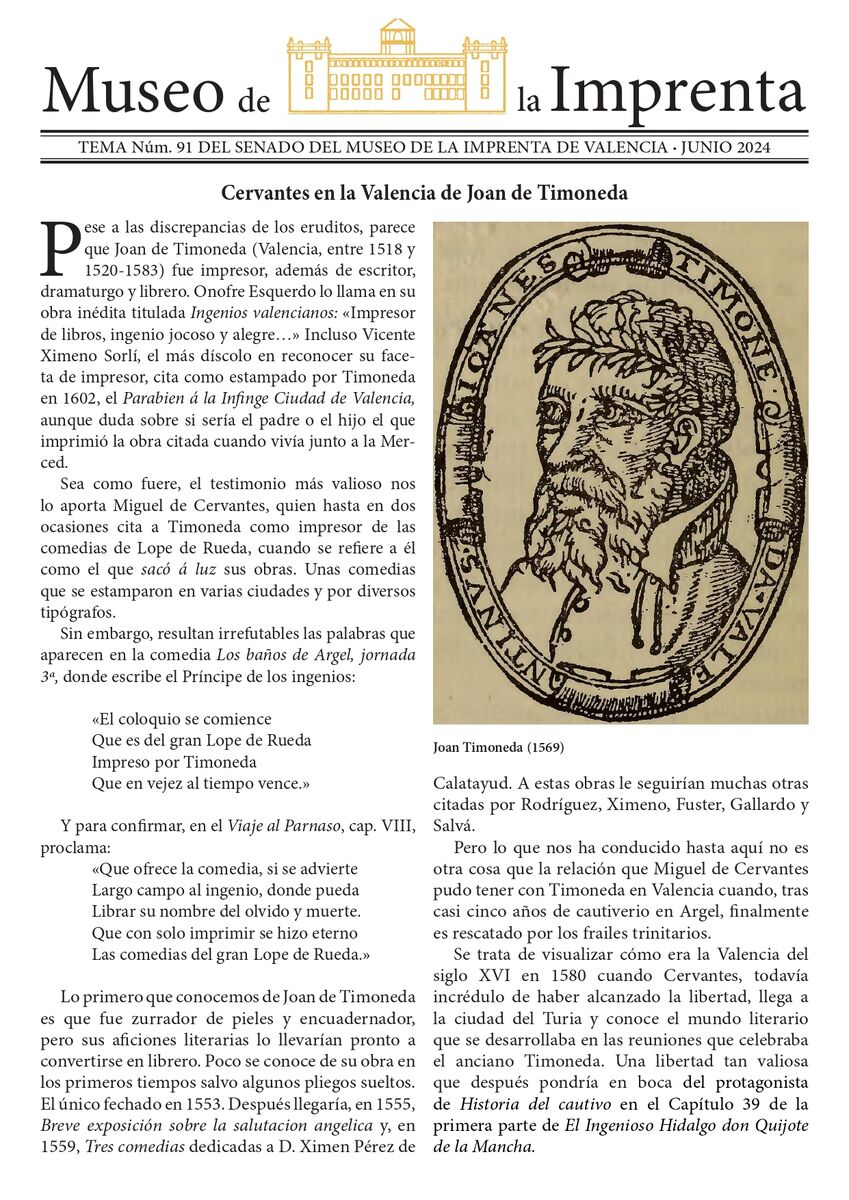 Museo de la Imprenta
TEMA Núm. 91 DEL SENADO DEL MUSEO DE LA IMPRENTA DE VALENCIA • JUNIO 2024
Cervantes en la Valencia de Joan de Timoneda
Pese a las discrepancias de los eruditos, parece
que Joan de Timoneda (Valencia, entre 1518 y
1520-1583) fue impresor, además de escritor,
dramaturgo y librero. Onofre Esquerdo lo llama en su
obra inédita titulada Ingenios valencianos: «Impresor
de libros, ingenio jocoso y alegre…» Incluso Vicente
Ximeno Sorlí, el más díscolo en reconocer su face-
ta de impresor, cita como estampado por Timoneda
en 1602, el Parabien á la Infinge Ciudad de Valencia,
aunque duda sobre si sería el padre o el hijo el que
imprimió la obra citada cuando vivía junto a la Mer-
ced.
Sea como fuere, el testimonio más valioso nos
lo aporta Miguel de Cervantes, quien hasta en dos
ocasiones cita a Timoneda como impresor de las
comedias de Lope de Rueda, cuando se refiere a él
como el que sacó á luz sus obras. Unas comedias
que se estamparon en varias ciudades y por diversos
tipógrafos.
Sin embargo, resultan irrefutables las palabras que
aparecen en la comedia Los baños de Argel, jornada
3ª, donde escribe el Príncipe de los ingenios:
«El coloquio se comience
Que es del gran Lope de Rueda
Impreso por Timoneda
Que en vejez al tiempo vence.»
Y para confirmar, en el Viaje al Parnaso, cap. VIII,
proclama:
«Que ofrece la comedia, si se advierte
Largo campo al ingenio, donde pueda
Librar su nombre del olvido y muerte.
Que con solo imprimir se hizo eterno
Las comedias del gran Lope de Rueda.»
Lo primero que conocemos de Joan de Timoneda
es que fue zurrador de pieles y encuadernador,
pero sus aficiones literarias lo llevarían pronto a
convertirse en librero. Poco se conoce de su obra en
los primeros tiempos salvo algunos pliegos sueltos.
El único fechado en 1553. Después llegaría, en 1555,
Breve exposición sobre la salutacion angelica y, en
1559, Tres comedias dedicadas a D. Ximen Pérez de
IOANES TIMONE
DA·VALE
NTINVS·
Joan Timoneda (1569)
Calatayud. A estas obras le seguirían muchas otras
citadas por Rodríguez, Ximeno, Fuster, Gallardo y
Salvá.
Pero lo que nos ha conducido hasta aquí no es
otra cosa que la relación que Miguel de Cervantes
pudo tener con Timoneda en Valencia cuando, tras
casi cinco años de cautiverio en Argel, finalmente
es rescatado por los frailes trinitarios.
Se trata de visualizar cómo era la Valencia del
siglo XVI en 1580 cuando Cervantes, todavía
incrédulo de haber alcanzado la libertad, llega a
la ciudad del Turia y conoce el mundo literario
que se desarrollaba en las reuniones que celebraba
el anciano Timoneda. Una libertad tan valiosa
que después pondría en boca del protagonista
de Historia del cautivo en el Capítulo 39 de la
primera parte de El Ingenioso Hidalgo don Quijote
de la Mancha.